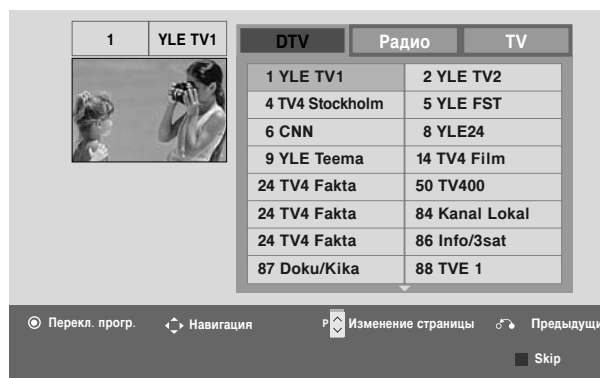 1 YLE TV1
DTV Радио TV
1 YLE TV1 2 YLE TV2
4 TV4 Stockholm 5 YLE FST
6 CNN 8 YLE24
9 YLE Teema 14 TV4 Film
24 TV4 Fakta 50 TV400
24 TV4 Fakta 84 Kanal Lokal
24 TV4 Fakta 86 Info/3sat
87 Doku/Kika 88 TVE 1
Перекл. прогр. Навигация P Изменение страницы Предыдущи
Skip